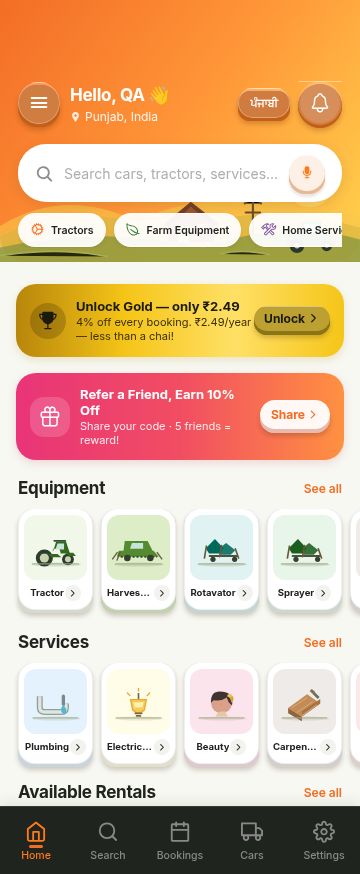 Hello, QA 👋
Punjab, India
ਪੰਜਾਬੀ
Search cars, tractors, services...
Tractors
Farm Equipment
Home Servi
Unlock Gold — only ₹2.49
4% off every booking. ₹2.49/year
— less than a chai!
Unlock
Refer a Friend, Earn 10%
Off
Share your code · 5 friends =
reward!
Share
Equipment
See all
Tractor
Harves...
Rotavator
Sprayer
Services
See all
Plumbing
Electric...
Beauty
Carpen...
Available Rentals
See all
Home
Search
Bookings
Cars
Settings